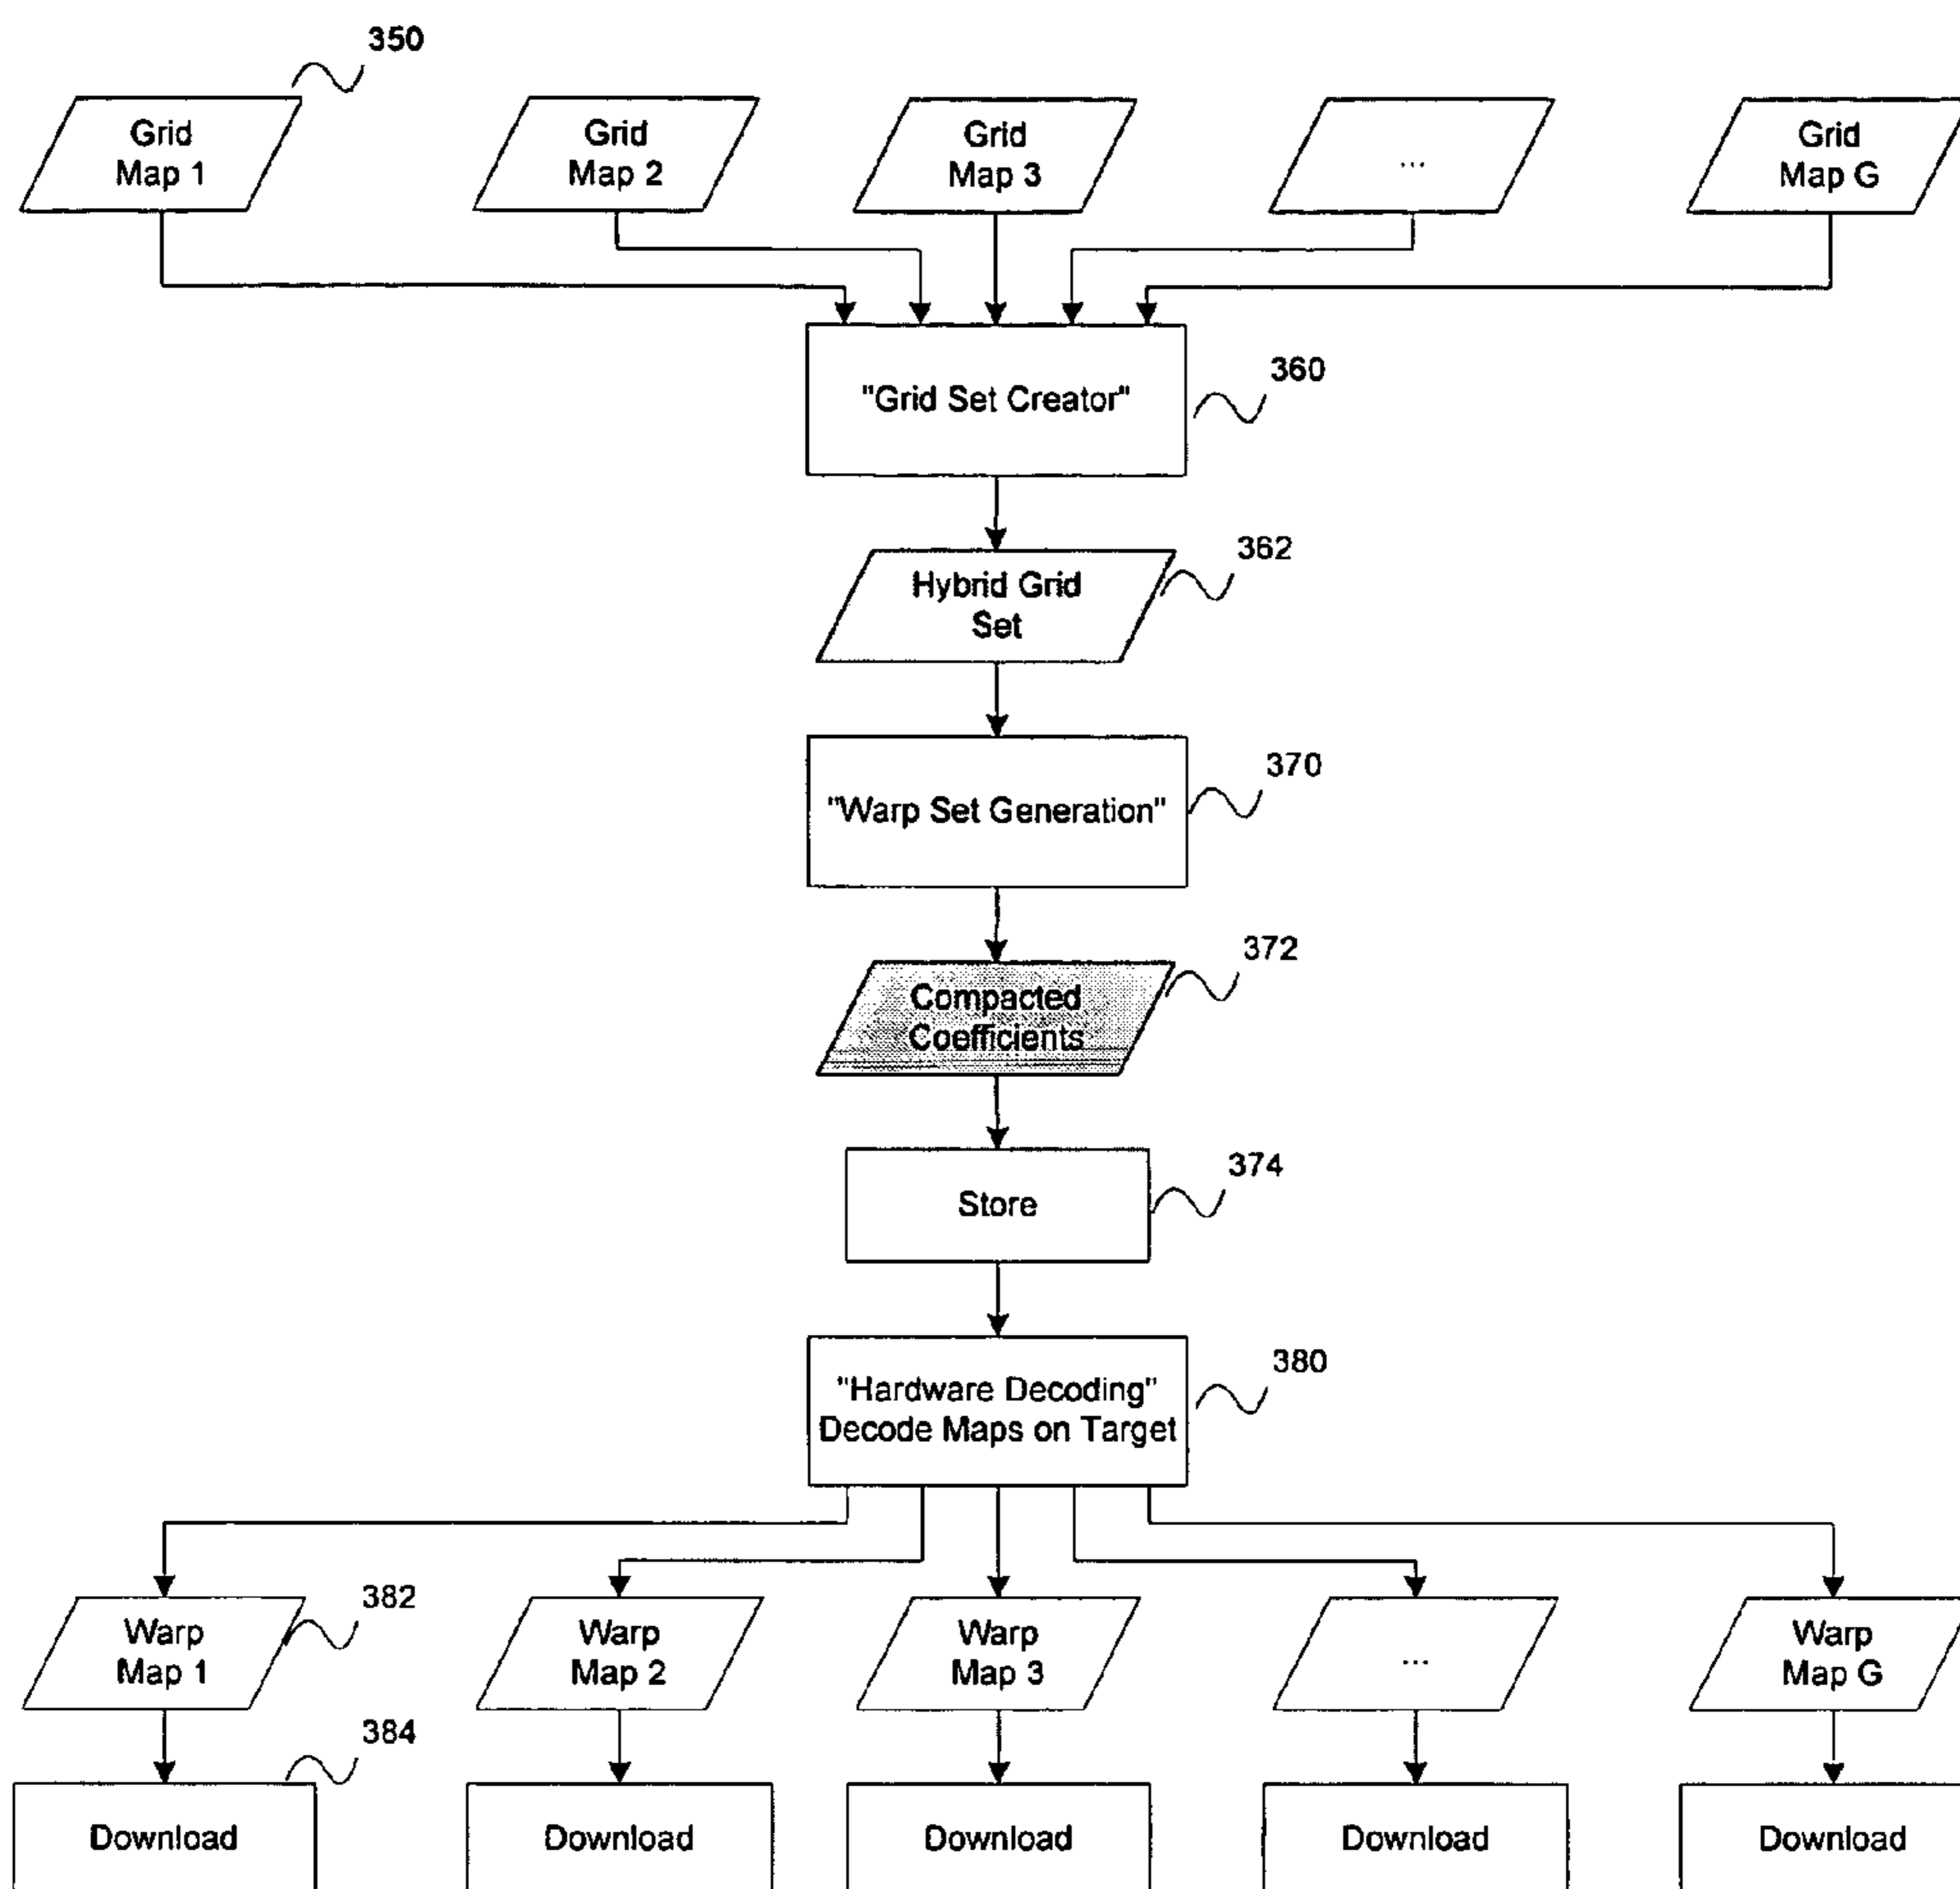 350
Grid
Map 1
Grid
Map 2
Grid
Map 3
...
Grid
Map G
"Grid Set Creator"
360
Hybrid Grid
Set
362
"Warp Set Generation"
370
Compacted
Coefficients
372
Store
374
"Hardware Decoding"
Decode Maps on Target
380
Warp
Map 1
382
Warp
Map 2
Warp
Map 3
...
Warp
Map G
384
Download
Download
Download
Download
Download